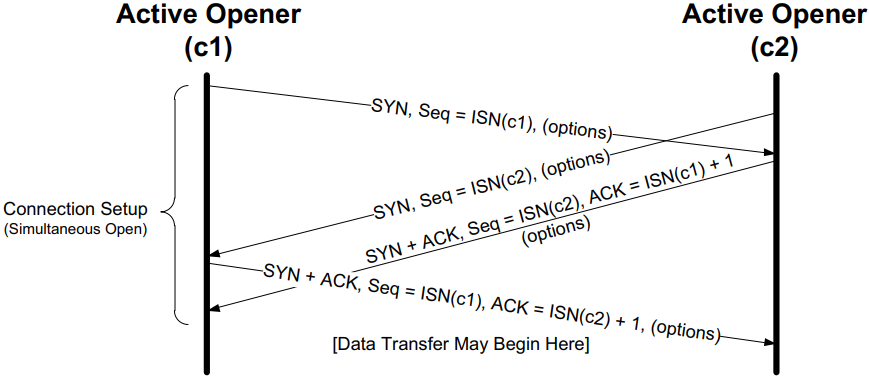 Active Opener
(c1)
Active Opener
(c2)
SYN, Seq = ISN(c1), (options)
SYN, Seq = ISN(c2), (options)
SYN + ACK, Seq = ISN(c2), ACK = ISN(c1) + 1
(options)
Connection Setup
(Simultaneous Open)
SYN + ACK, Seq = ISN(c1), ACK = ISN(c2) + 1, (options)
[Data Transfer May Begin Here]